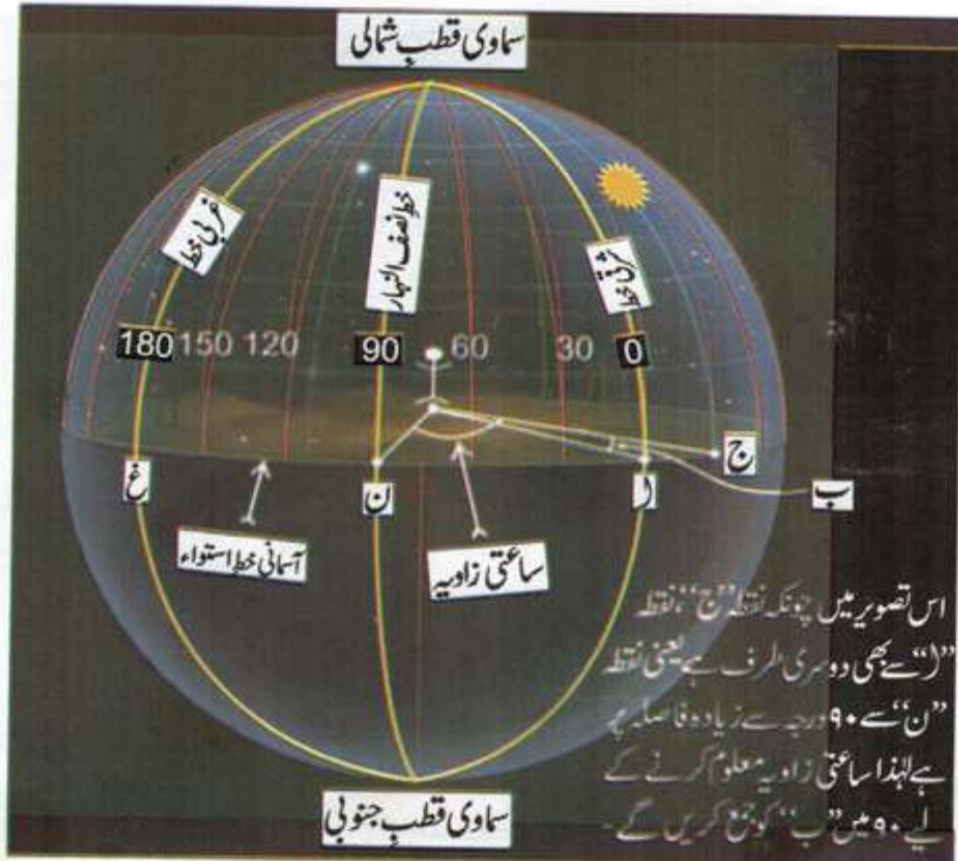 سماوی قطب شمالی
غربی خط
خط نصف النہار
شرقی خط
180 150 120 90 60 30 0
ج
غ
ن
ل
ب
آسمانی خط استواء
ساعتی زاویہ
اس تصویر میں چونکہ نقطہ ”ج“، نقطہ
”ل“ سے بھی دوسری طرف ہے یعنی نقطہ
”ن“ سے ۹۰ درجہ سے زیادہ فاصلہ پر
ہے لہٰذا ساعتی زاویہ معلوم کرنے کے
لیے ۹۰ میں ”ب“ کو جمع کریں گے۔
سماوی قطب جنوبی